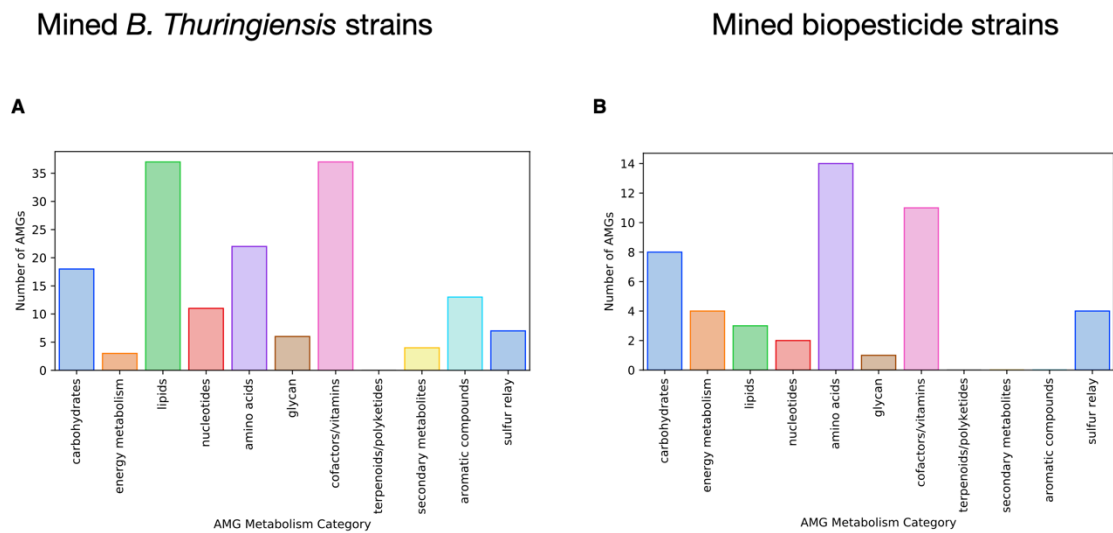 Mined B. Thuringiensis strains
Mined biopesticide strains
A
Number of AMGs
35
30
25
20
15
10
5
0
carbohydrates
energy metabolism
lipids
nucleotides
amino acids
glycan
cofactors/vitamins
terpenoids/polyketides
secondary metabolites
aromatic compounds
sulfur relay
AMG Metabolism Category
B
Number of AMGs
14
12
10
8
6
4
2
0
carbohydrates
energy metabolism
lipids
nucleotides
amino acids
glycan
cofactors/vitamins
terpenoids/polyketides
secondary metabolites
aromatic compounds
sulfur relay
AMG Metabolism Category